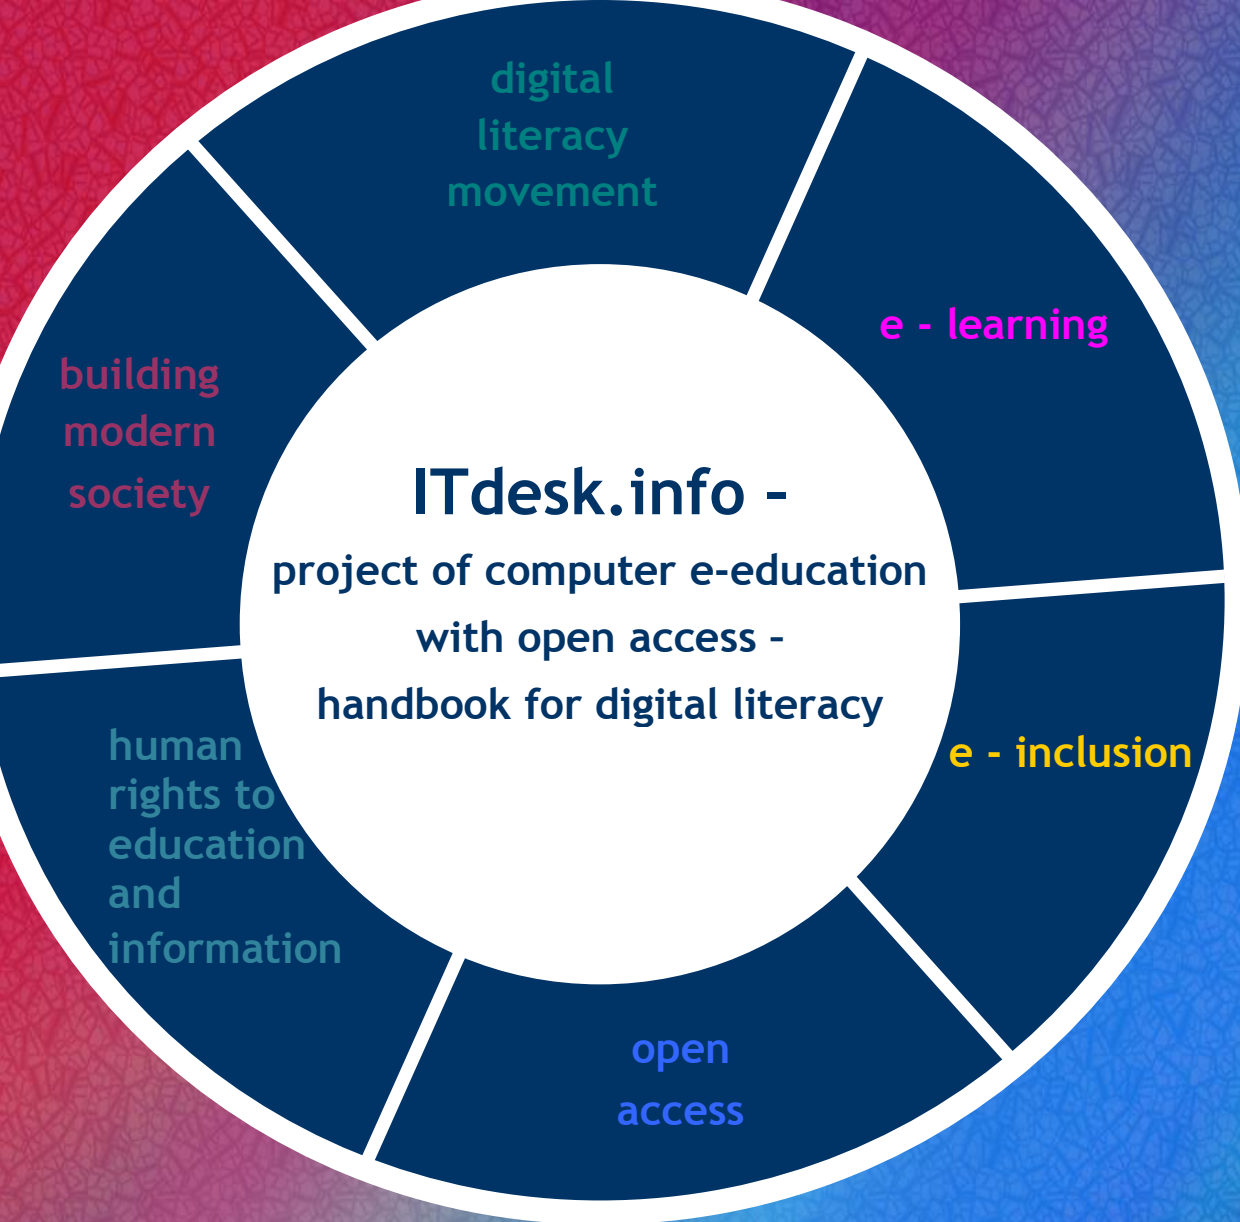 digital
literacy
movement
e - learning
building
modern
society
ITdesk.info –
project of computer e-education
with open access –
handbook for digital literacy
human
rights to
education
and
information
e - inclusion
open
access